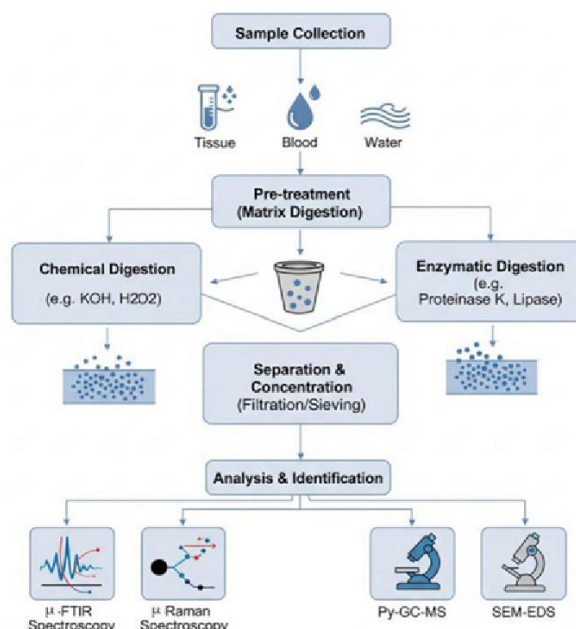 Sample Collection
Tissue
Blood
Water
Pre-treatment
(Matrix Digestion)
Chemical Digestion
(e.g. KOH, H2O2)
Enzymatic Digestion
(e.g.
Proteinase K, Lipase)
Separation &
Concentration
(Filtration/Sieving)
Analysis & Identification
μ-FTIR
Spectroscopy
μ Raman
Spectroscopy
Py-GC-MS
SEM-EDS